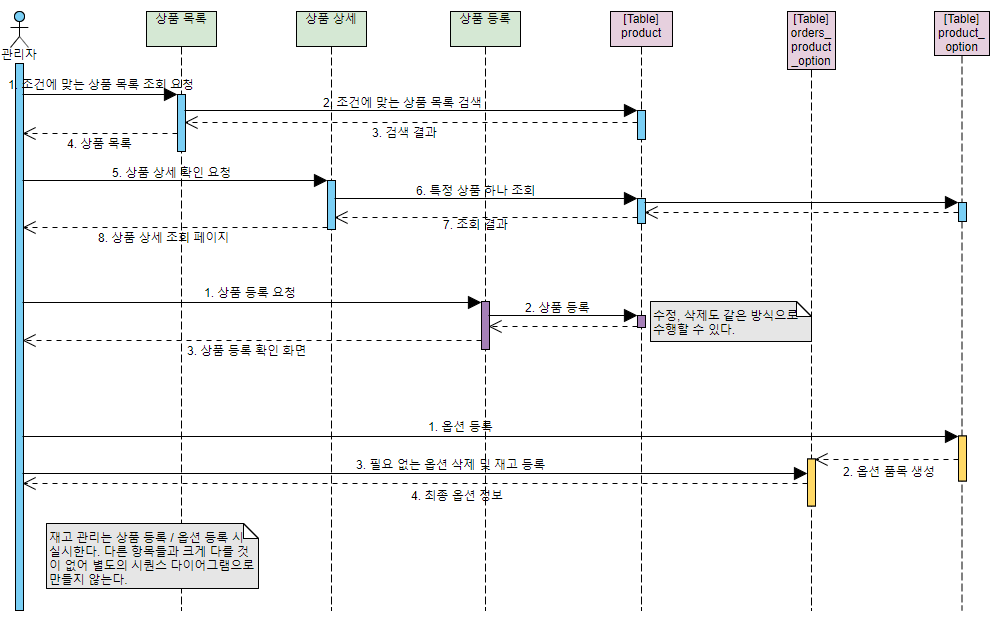 상품 목록
상품 상세
상품 등록
[Table]
product
[Table]
orders_
product
_option
[Table]
product_
option
관리자
1. 조건에 맞는 상품 목록 조회 요청
2. 조건에 맞는 상품 목록 검색
3. 검색 결과
4. 상품 목록
5. 상품 상세 확인 요청
6. 특정 상품 하나 조회
7. 조회 결과
8. 상품 상세 조회 페이지
1. 상품 등록 요청
2. 상품 등록
수정, 삭제도 같은 방식으로
수행할 수 있다.
3. 상품 등록 확인 화면
1. 옵션 등록
3. 필요 없는 옵션 삭제 및 재고 등록
2. 옵션 품목 생성
4. 최종 옵션 정보
재고 관리는 상품 등록 / 옵션 등록 시
실시한다. 다른 항목들과 크게 다를 것
이 없어 별도의 시퀀스 다이어그램으로
만들지 않는다.